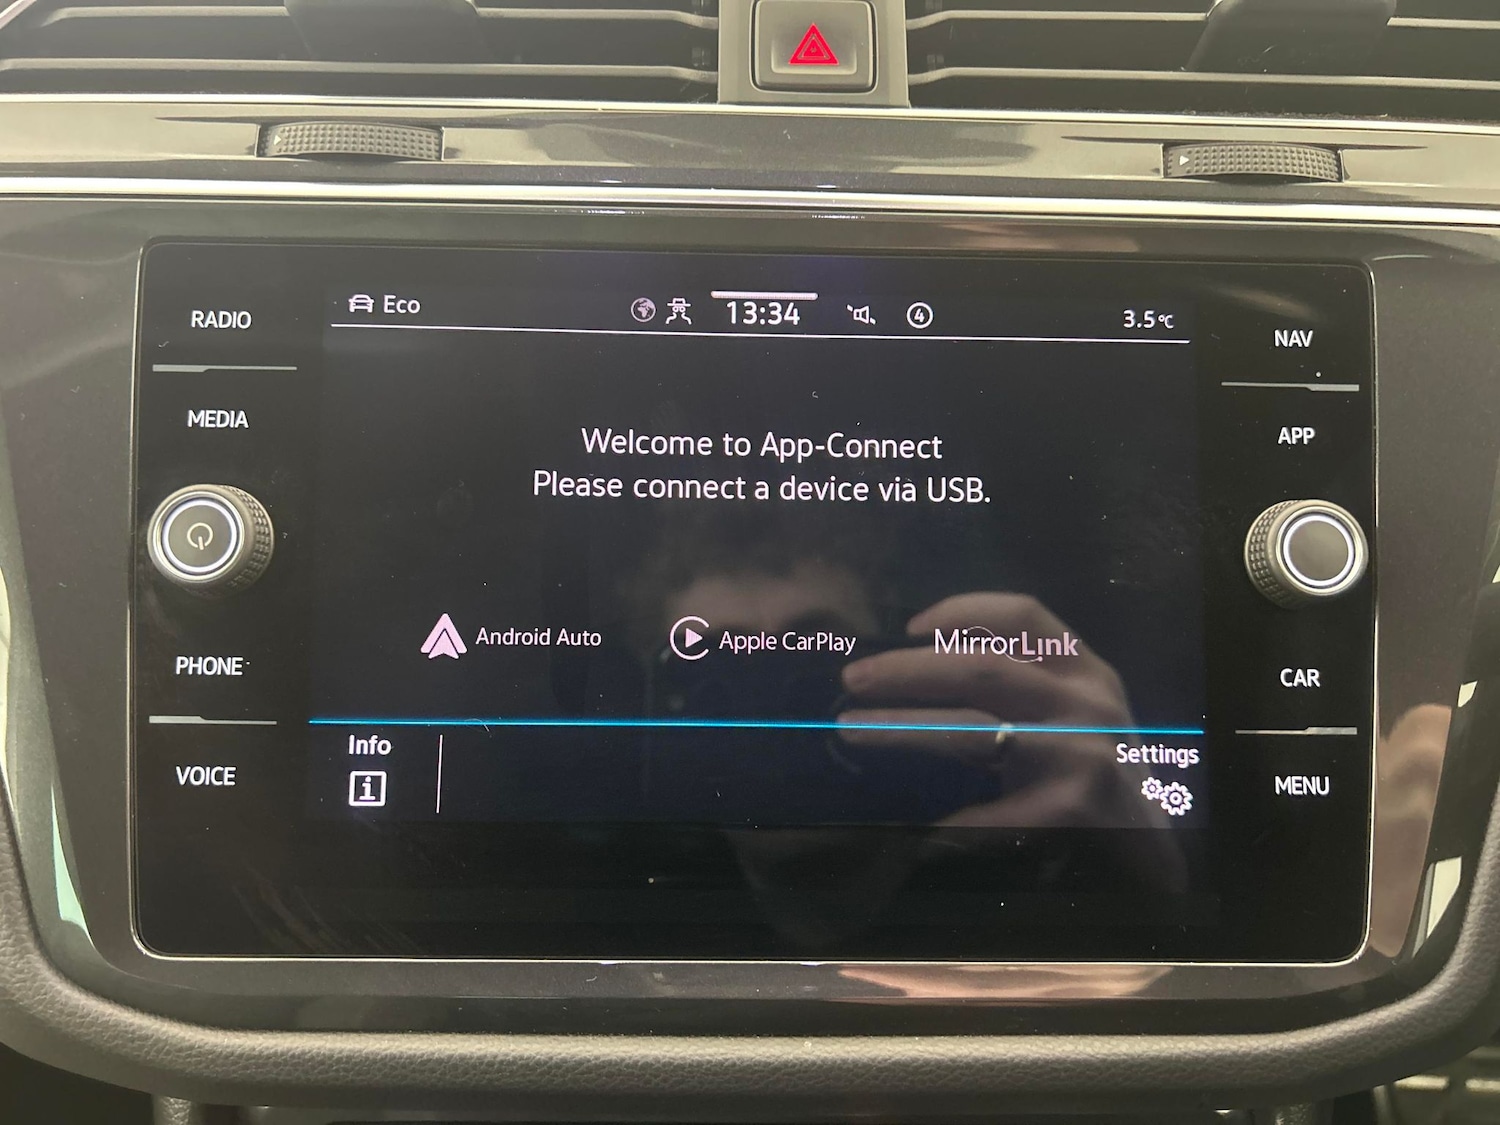 RADIO
MEDIA
PHONE
VOICE
Eco
13:34
4
3.5°C
Welcome to App-Connect
Please connect a device via USB.
Android Auto
Apple CarPlay
MirrorLink
Info
i
Settings
NAV
APP
CAR
MENU